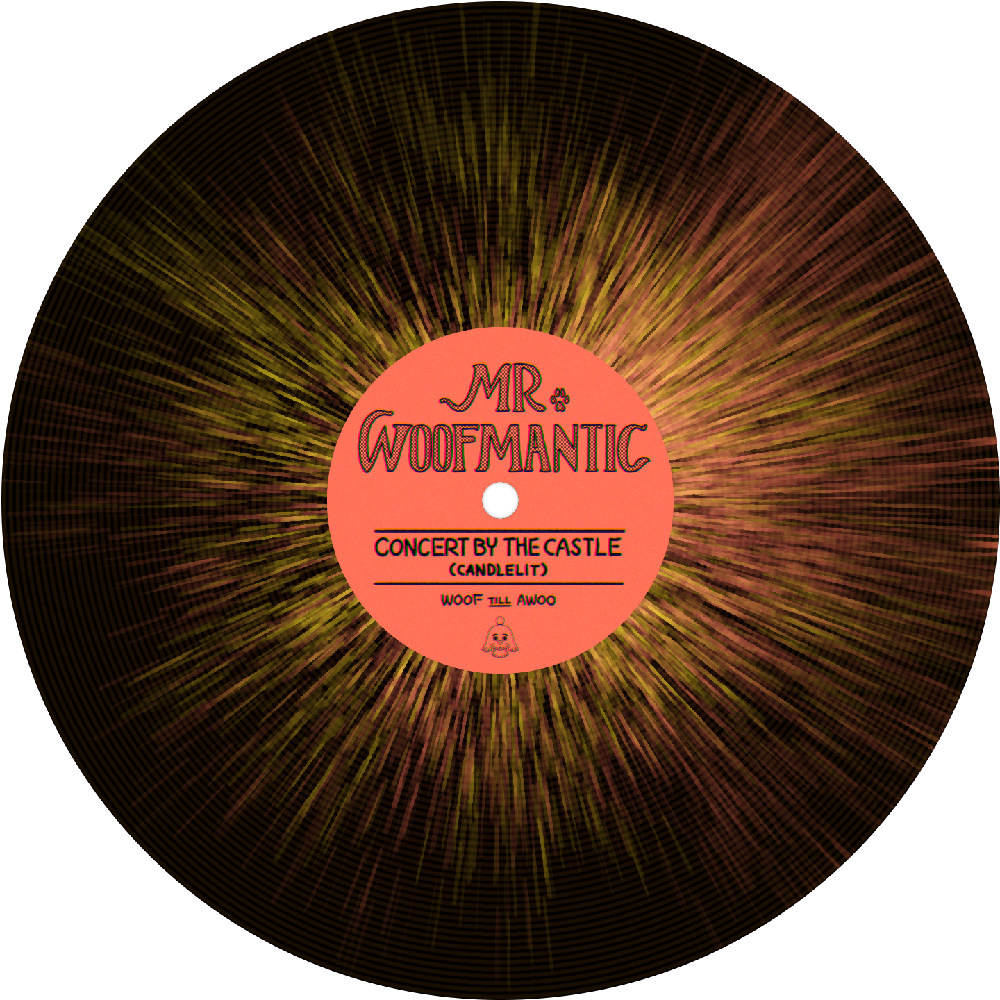 MR.
WOOFMANTIC
CONCERT BY THE CASTLE
(CANDLELIT)
WOOF TILL AWOO